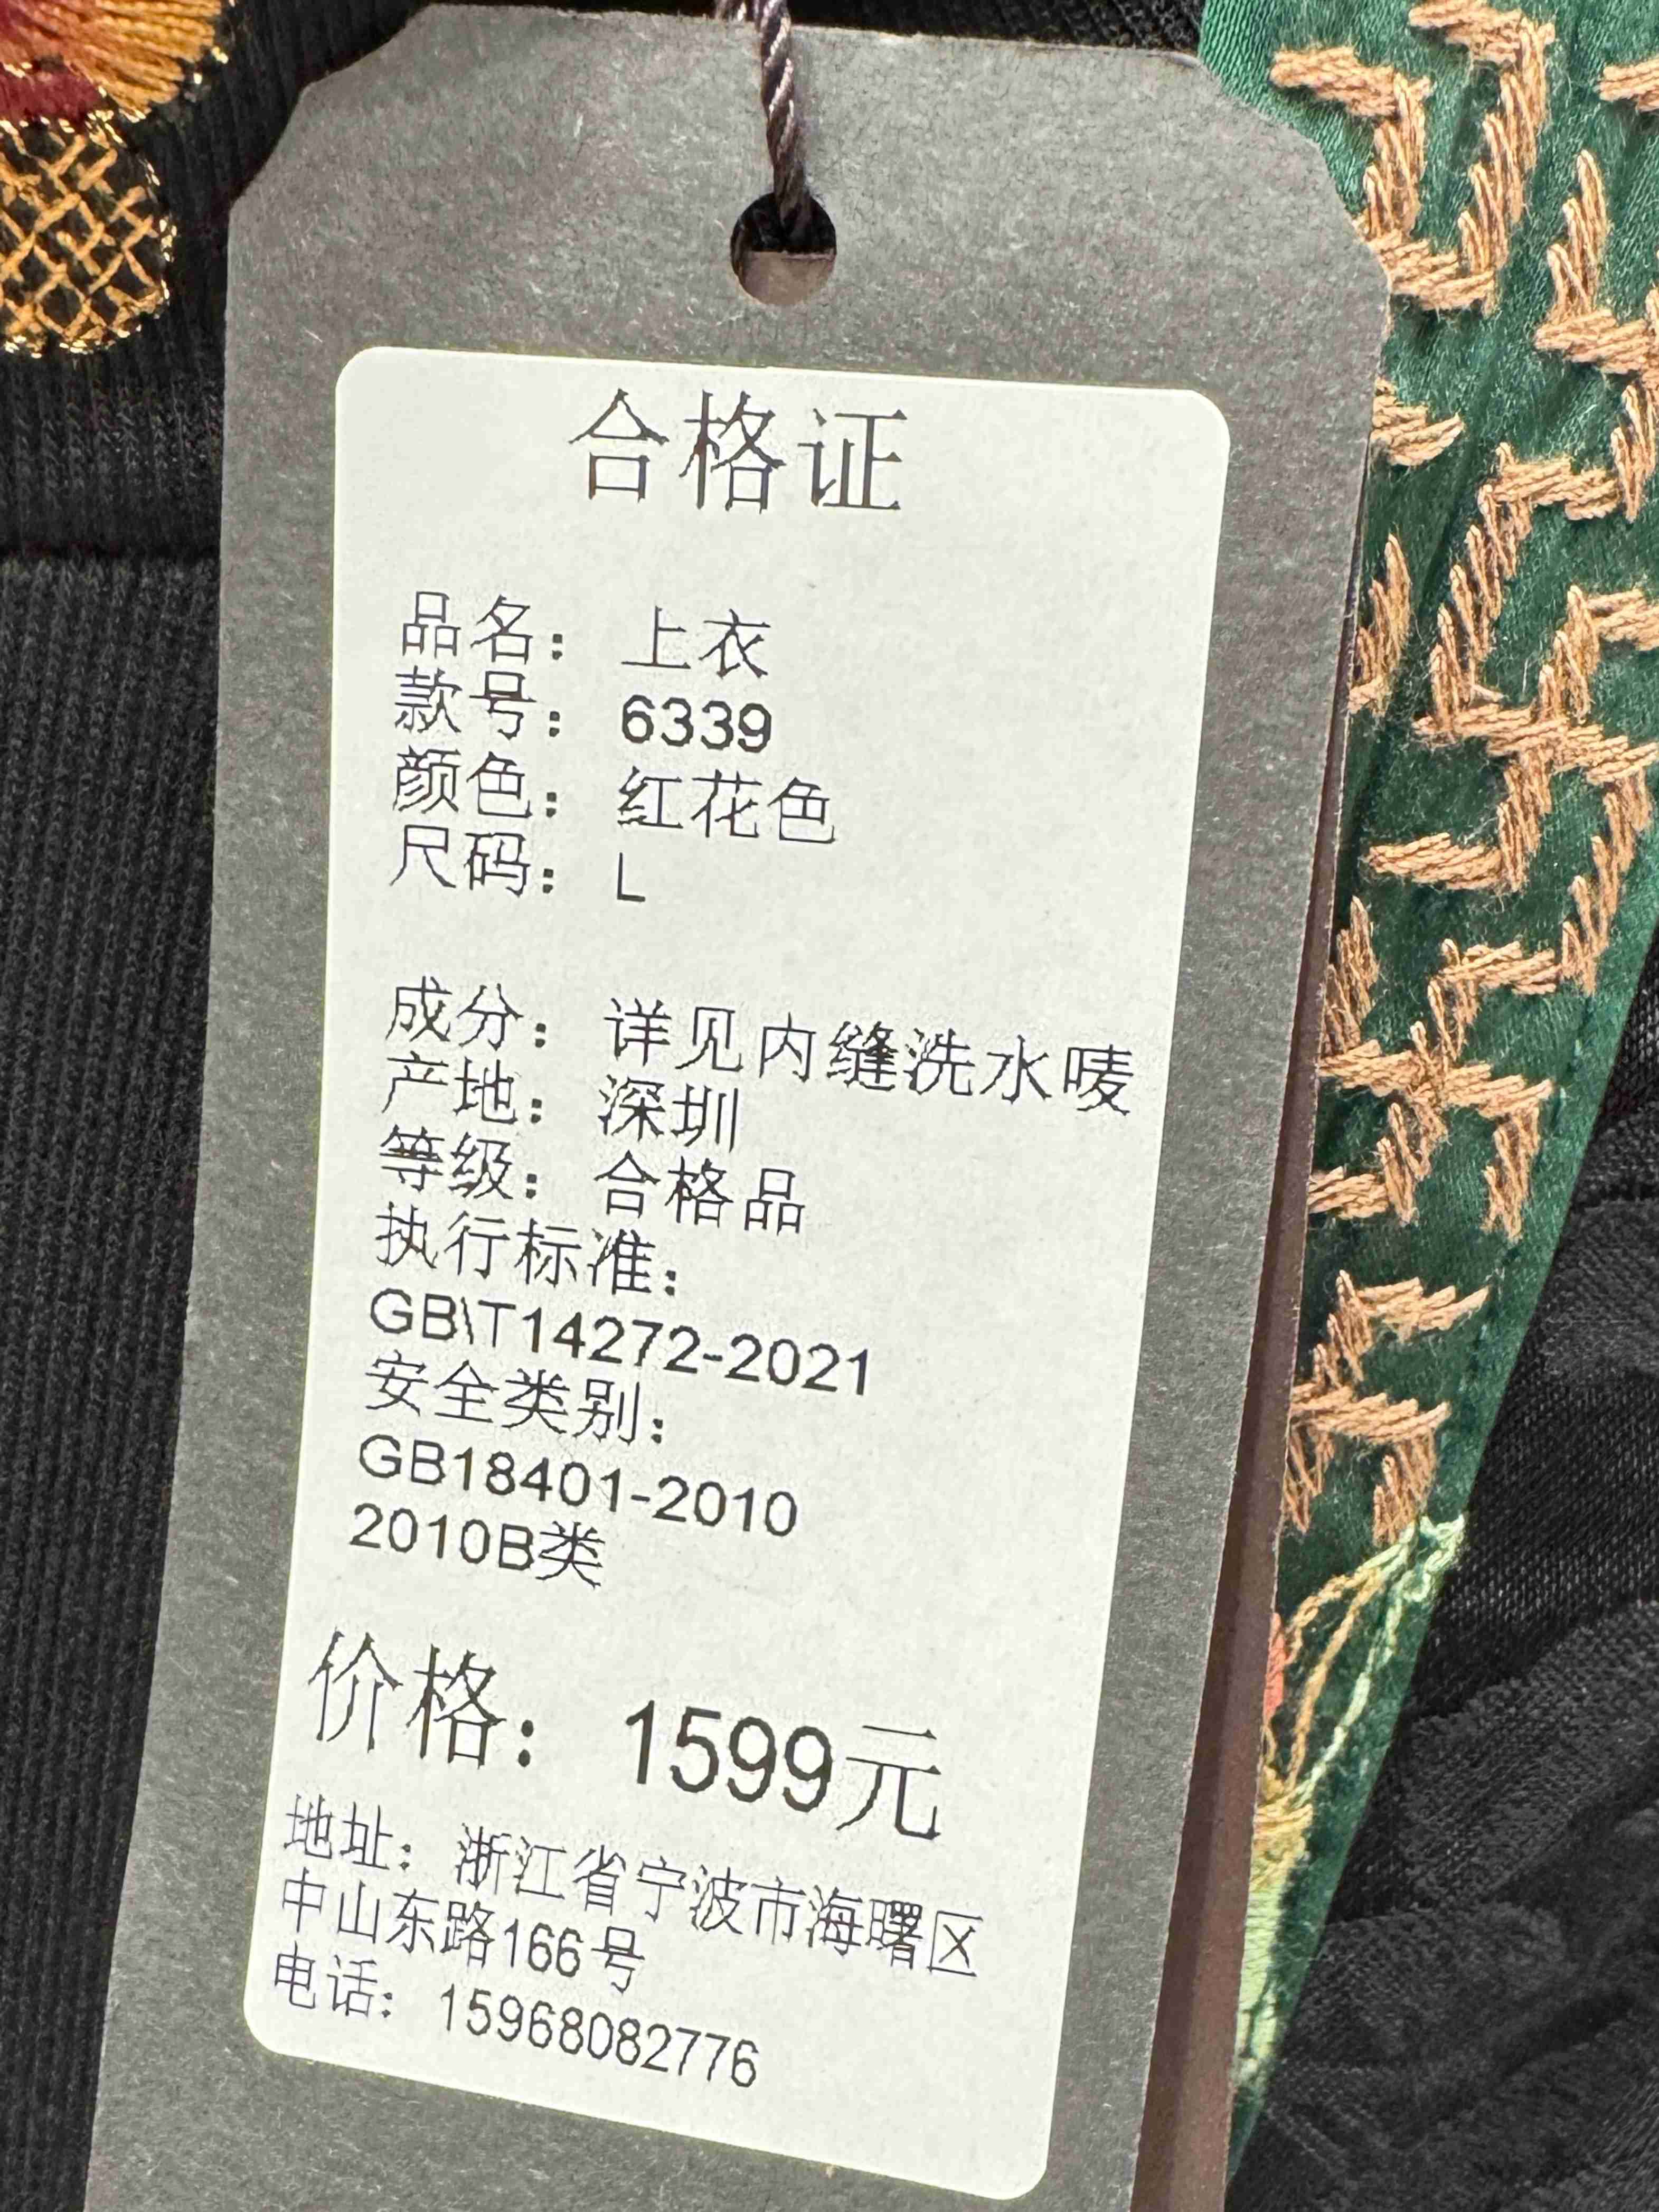 合格证
品名： 上衣
款号： 6339
颜色： 红花色
尺码： L
成分： 详见内缝洗水唛
产地： 深圳
等级： 合格品
执行标准：
GB\T14272-2021
安全类别：
GB18401-2010
2010B类
价格： 1599元
地址： 浙江省宁波市海曙区
中山东路166号
电话： 15968082776